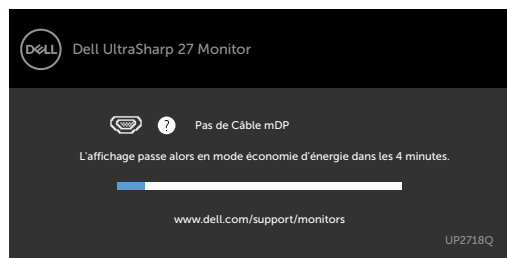 DELL
Dell UltraSharp 27 Monitor
? Pas de Câble mDP
L'affichage passe alors en mode économie d'énergie dans les 4 minutes.
www.dell.com/support/monitors
UP2718Q